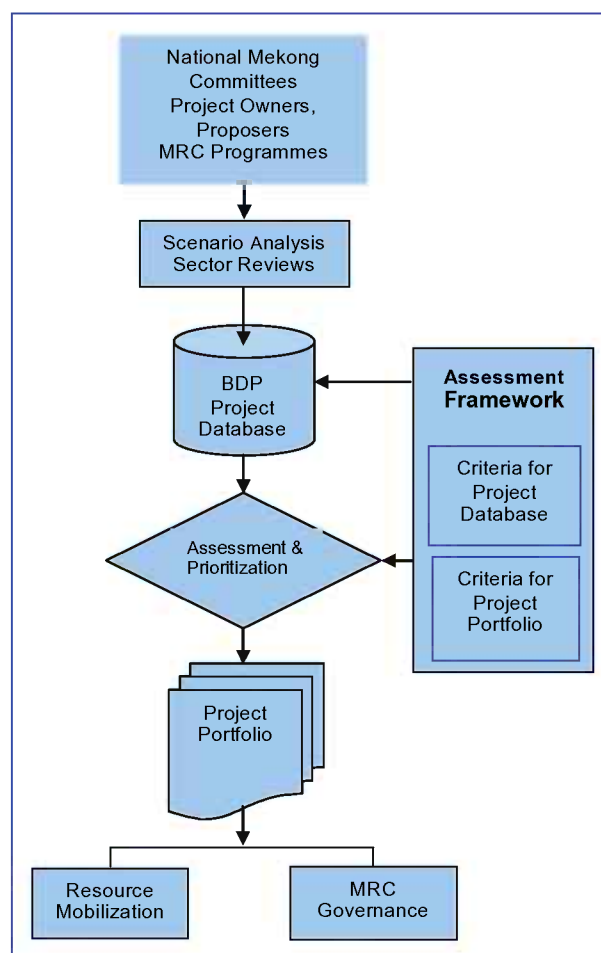 National Mekong
Committees
Project Owners,
Proposers
MRC Programmes
Scenario Analysis
Sector Reviews
BDP
Project
Database
Assessment
Framework
Criteria for
Project
Database
Assessment &
Prioritization
Criteria for
Project
Portfolio
Project
Portfolio
Resource
Mobilization
MRC
Governance